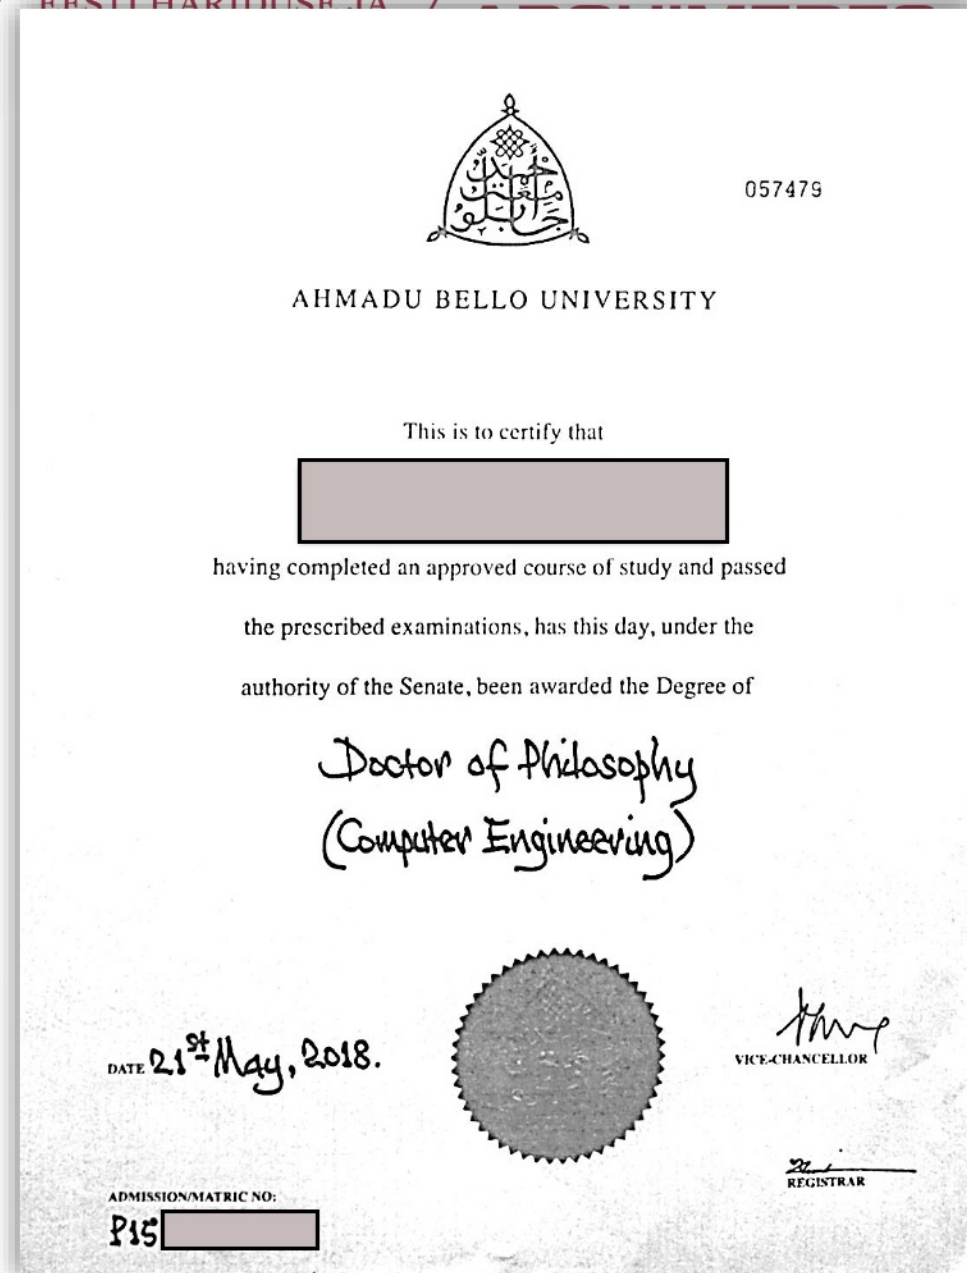 057479
AHMADU BELLO UNIVERSITY
This is to certify that
having completed an approved course of study and passed
the prescribed examinations, has this day, under the
authority of the Senate, been awarded the Degree of
Doctor of Philosophy
(Computer Engineering)
DATE 21st May, 2018.
VICE-CHANCELLOR
REGISTRAR
ADMISSION/MATRIC NO:
P15